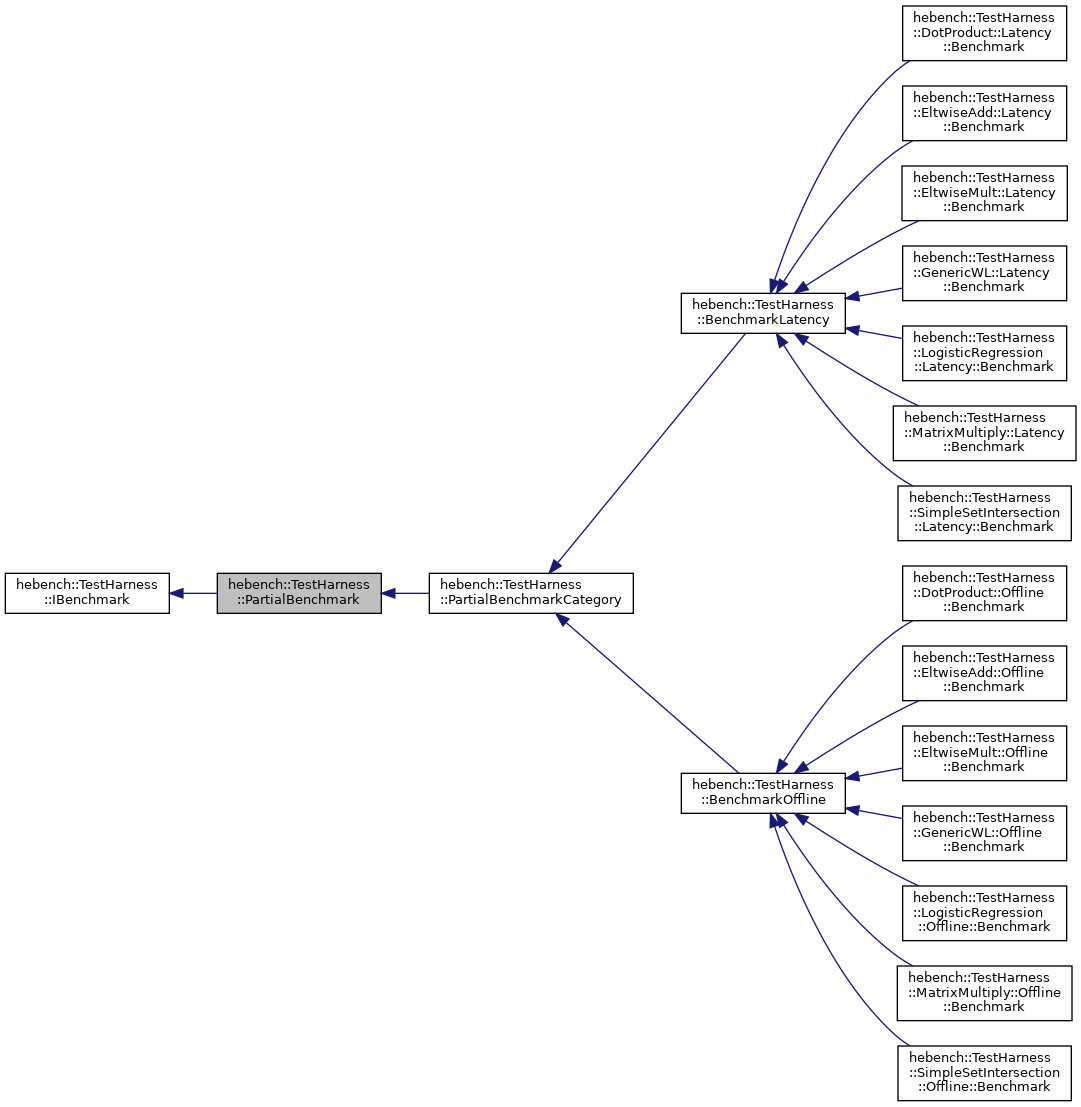 hebench::TestHarness
::IBenchmark
hebench::TestHarness
::PartialBenchmark
hebench::TestHarness
::PartialBenchmarkCategory
hebench::TestHarness
::BenchmarkLatency
hebench::TestHarness
::BenchmarkOffline
hebench::TestHarness
::DotProduct::Latency
::Benchmark
hebench::TestHarness
::EltwiseAdd::Latency
::Benchmark
hebench::TestHarness
::EltwiseMult::Latency
::Benchmark
hebench::TestHarness
::GenericWL::Latency
::Benchmark
hebench::TestHarness
::LogisticRegression
::Latency::Benchmark
hebench::TestHarness
::MatrixMultiply::Latency
::Benchmark
hebench::TestHarness
::SimpleSetIntersection
::Latency::Benchmark
hebench::TestHarness
::DotProduct::Offline
::Benchmark
hebench::TestHarness
::EltwiseAdd::Offline
::Benchmark
hebench::TestHarness
::EltwiseMult::Offline
::Benchmark
hebench::TestHarness
::GenericWL::Offline
::Benchmark
hebench::TestHarness
::LogisticRegression
::Offline::Benchmark
hebench::TestHarness
::MatrixMultiply::Offline
::Benchmark
hebench::TestHarness
::SimpleSetIntersection
::Offline::Benchmark